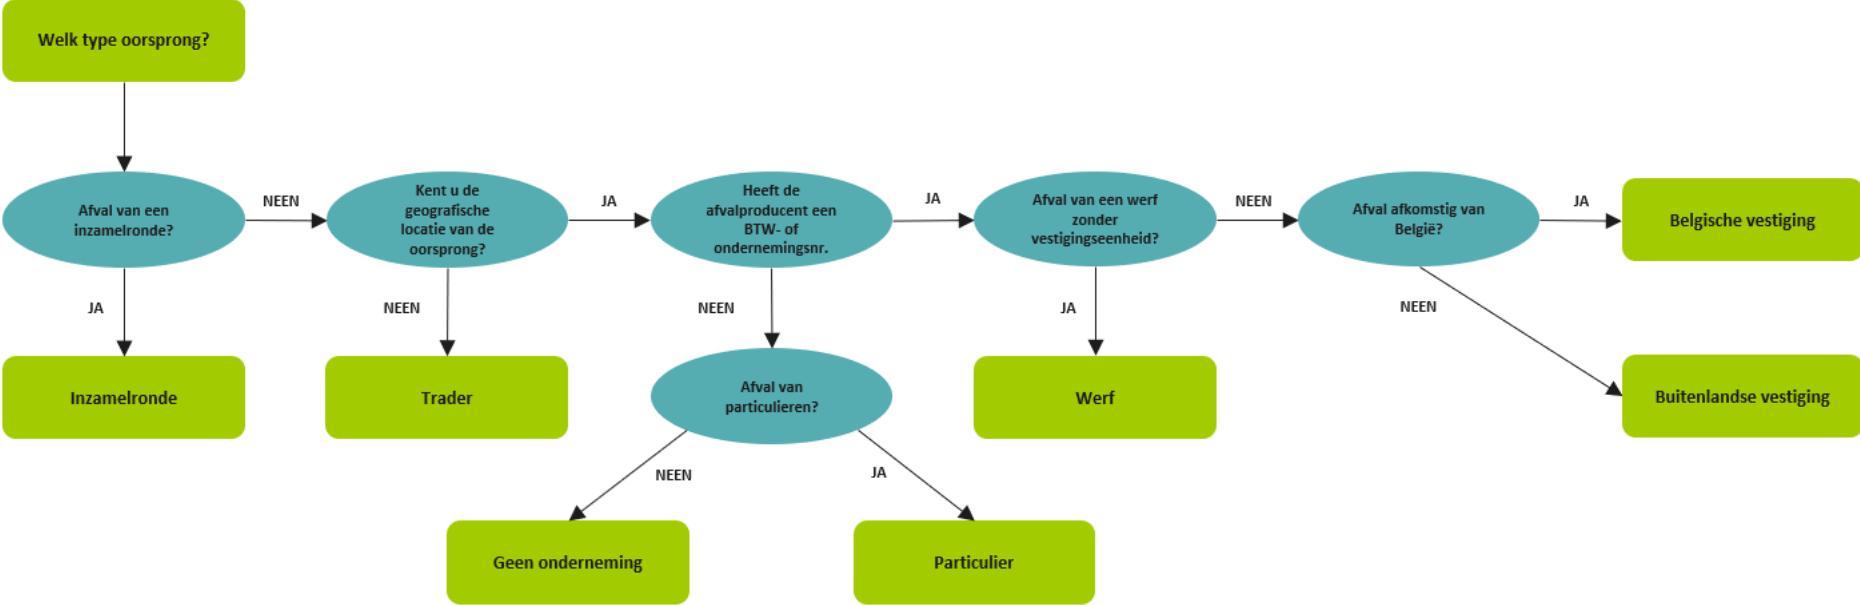 Welk type oorsprong?
Afval van een
inzamelronde?
NEEN
JA
Inzamelronde
Kent u de
geografische
locatie van de
oorsprong?
JA
NEEN
Trader
Heeft de
afvalproducent een
BTW- of
ondernemingsnr.
JA
NEEN
Afval van
particulieren?
NEEN
JA
Geen onderneming
Particulier
Afval van een werf
zonder
vestigingseenheid?
NEEN
JA
Werf
Afval afkomstig van
België?
JA
NEEN
Belgische vestiging
Buitenlandse vestiging